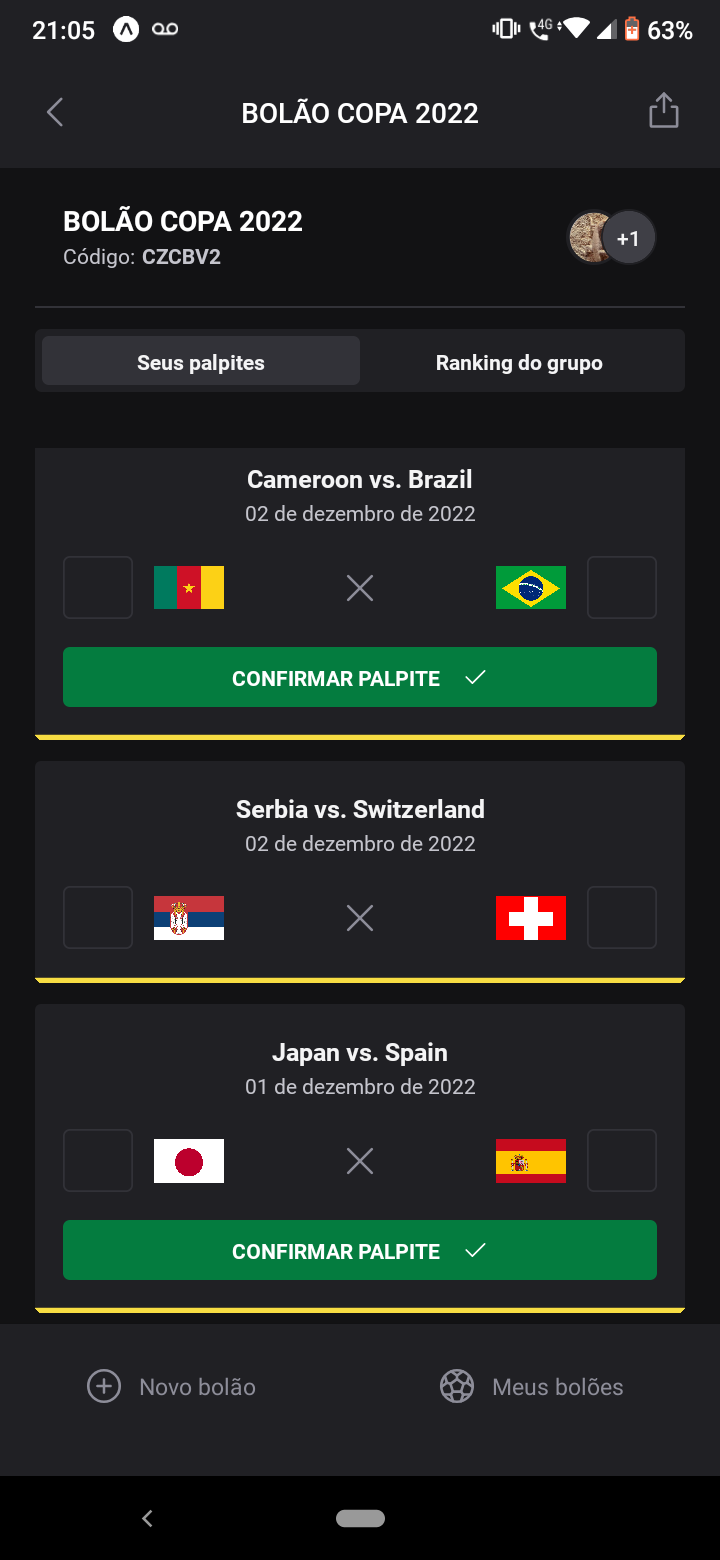 21:05
4G
63%
BOLÃO COPA 2022
BOLÃO COPA 2022
Código: CZCBV2
+1
Seus palpites
Ranking do grupo
Cameroon vs. Brazil
02 de dezembro de 2022
CONFIRMAR PALPITE
Serbia vs. Switzerland
02 de dezembro de 2022
Japan vs. Spain
01 de dezembro de 2022
CONFIRMAR PALPITE
Novo bolão
Meus bolões